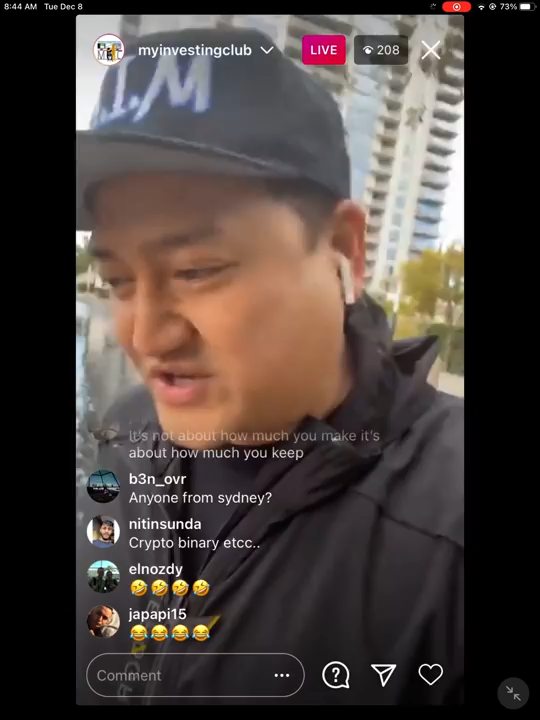 8:44 AM Tue Dec 8
73%
myinvestingclub
LIVE
208
.I.M
it's not about how much you make it's
about how much you keep
b3n_ovr
Anyone from sydney?
nitinsunda
Crypto binary etcc..
elnozdy
🤣🤣🤣🤣
japapi15
😂😂😂😂
Comment